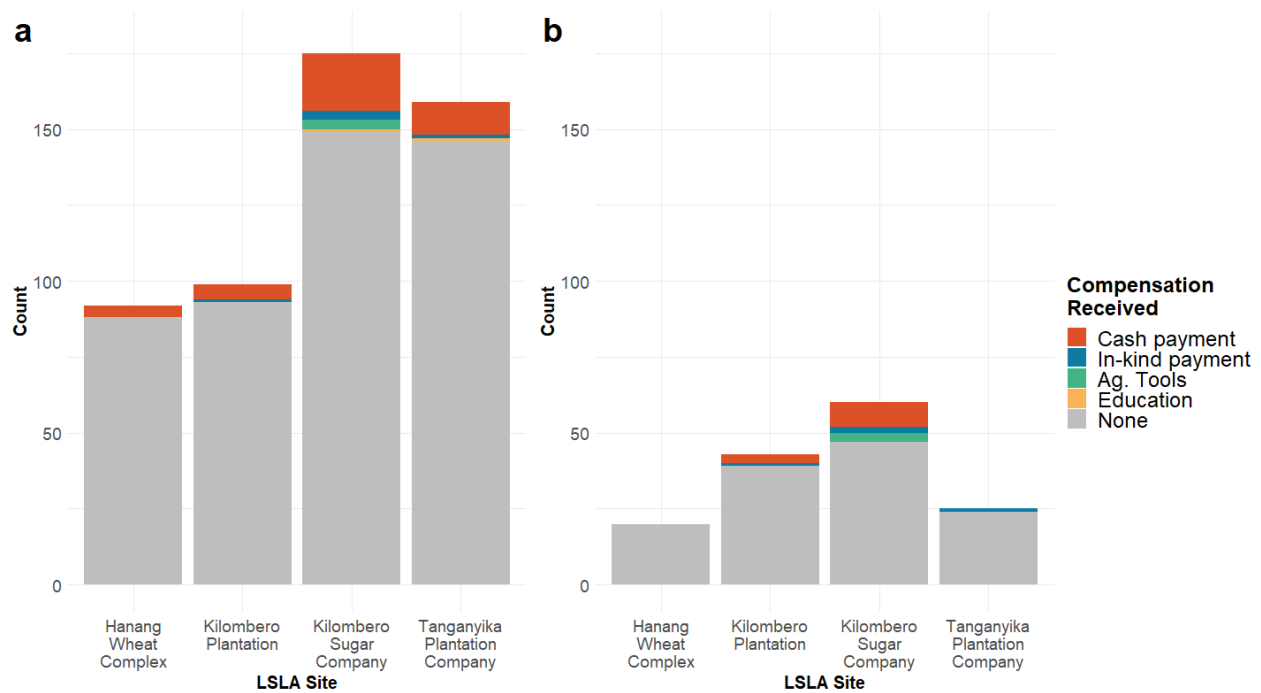 a
150
100
50
0
Count
Hanang
Wheat
Complex
Kilombero
Plantation
Kilombero
Sugar
Company
Tanganyika
Plantation
Company
LSLA Site
b
150
100
50
0
Count
Hanang
Wheat
Complex
Kilombero
Plantation
Kilombero
Sugar
Company
Tanganyika
Plantation
Company
LSLA Site
Compensation
Received
Cash payment
In-kind payment
Ag. Tools
Education
None